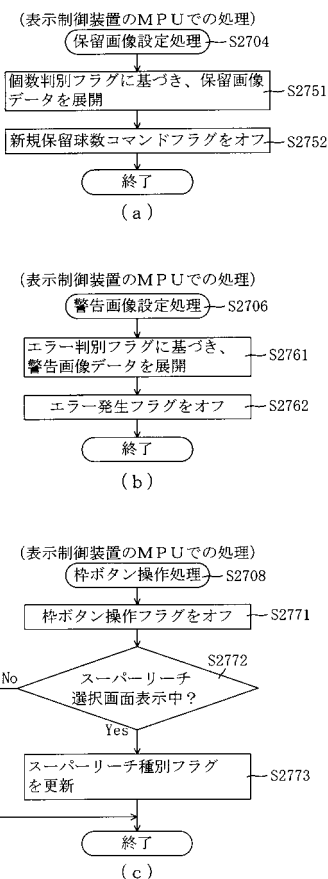 (表示制御装置のMPUでの処理)
保留画像設定処理 S2704
個数判別フラグに基づき、保留画像
データを展開 S2751
新規保留球数コマンドフラグをオフ S2752
終了
(a)
(表示制御装置のMPUでの処理)
警告画像設定処理 S2706
エラー判別フラグに基づき、
警告画像データを展開 S2761
エラー発生フラグをオフ S2762
終了
(b)
(表示制御装置のMPUでの処理)
枠ボタン操作処理 S2708
枠ボタン操作フラグをオフ S2771
S2772
No
スーパーリーチ
選択画面表示中?
Yes
スーパーリーチ種別フラグ
を更新 S2773
終了
(c)